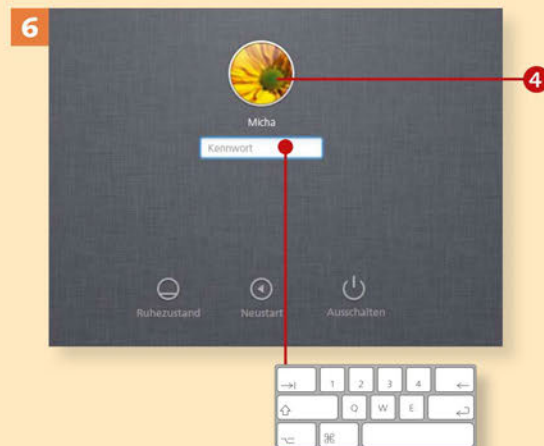 6
4
Micha
Kennwort
Ruhezustand Neustart Ausschalten
1 2 3 4
Q W E
⌘